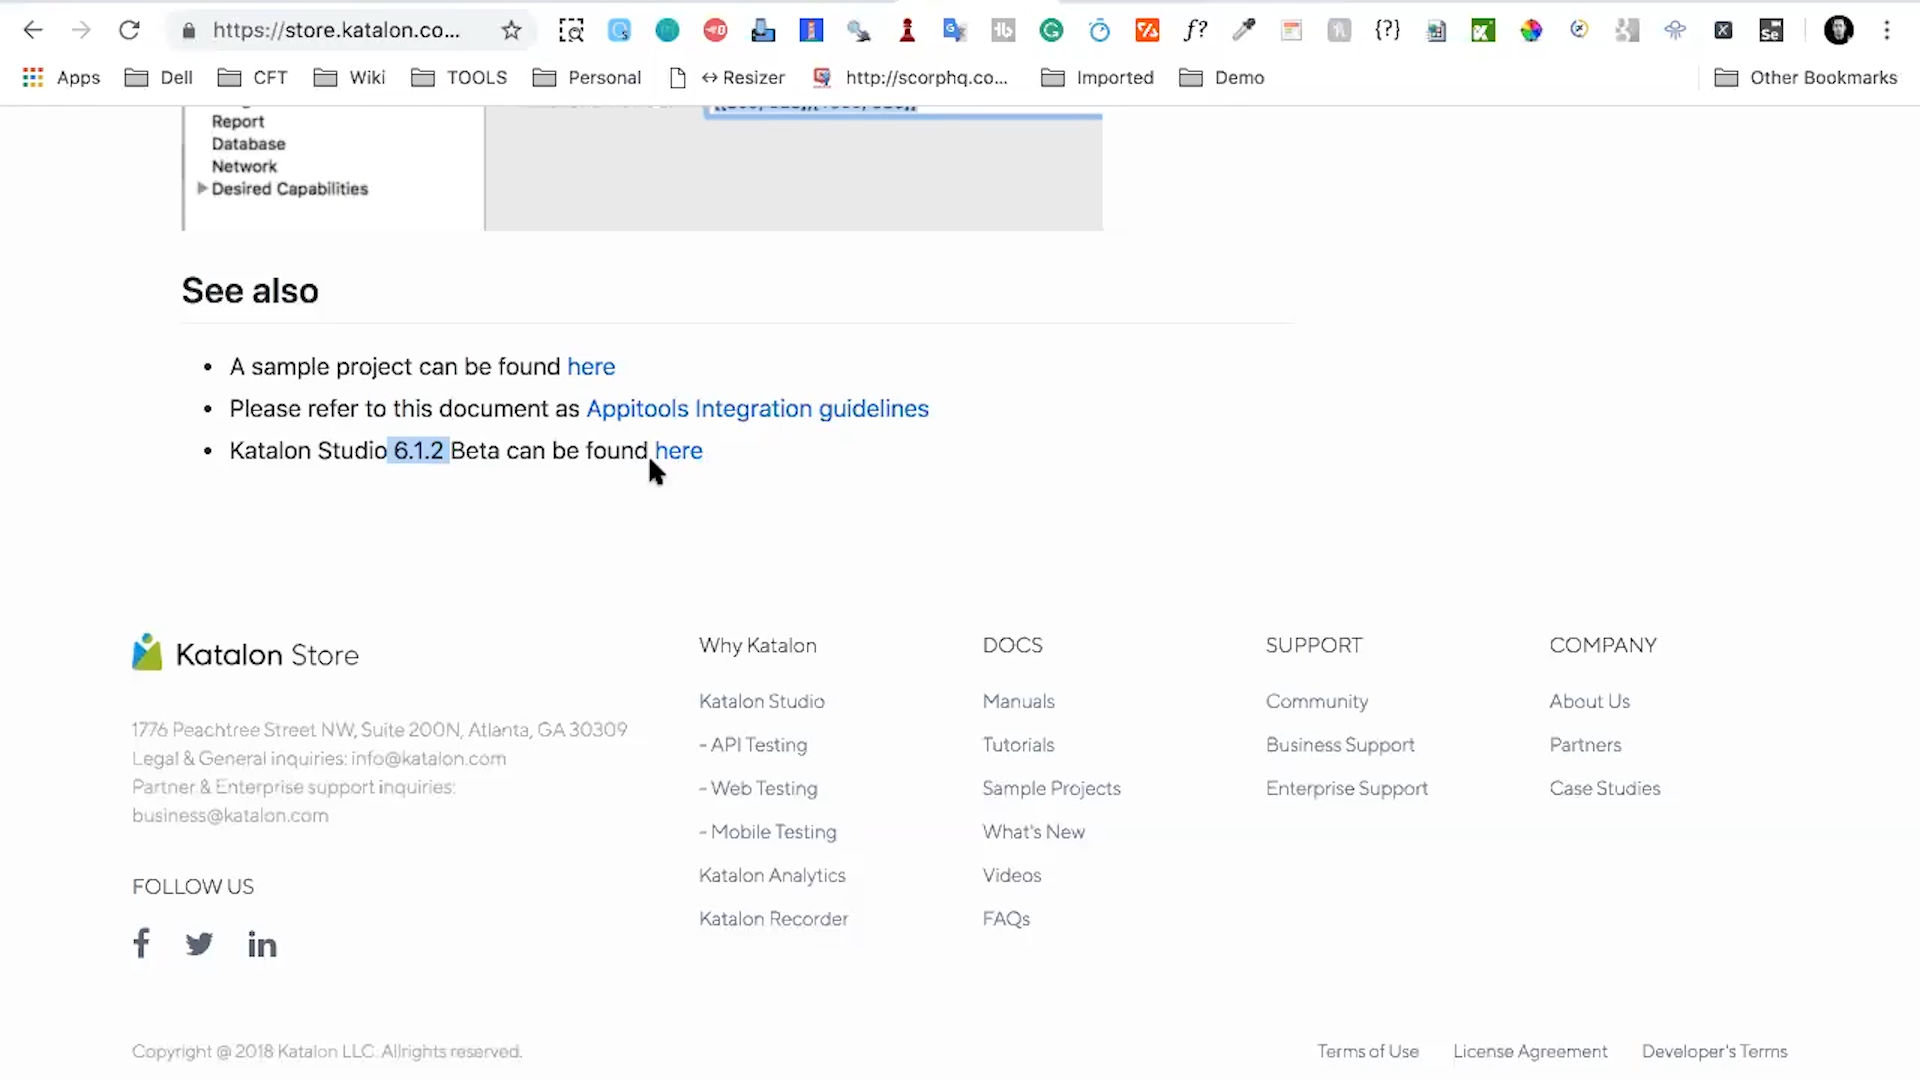 https://store.katalon.co...
Apps Dell CFT Wiki TOOLS Personal ↔ Resizer http://scorphq.co... Imported Demo Other Bookmarks
Report
Database
Network
Desired Capabilities
See also
• A sample project can be found here
• Please refer to this document as Appitools Integration guidelines
• Katalon Studio 6.1.2 Beta can be found here
Katalon Store
1776 Peachtree Street NW, Suite 200N, Atlanta, GA 30309
Legal & General inquiries: info@katalon.com
Partner & Enterprise support inquiries:
business@katalon.com
FOLLOW US
Why Katalon
Katalon Studio
- API Testing
- Web Testing
- Mobile Testing
Katalon Analytics
Katalon Recorder
DOCS
Manuals
Tutorials
Sample Projects
What's New
Videos
FAQs
SUPPORT
Community
Business Support
Enterprise Support
COMPANY
About Us
Partners
Case Studies
Copyright @ 2018 Katalon LLC. Allrights reserved.
Terms of Use License Agreement Developer's Terms